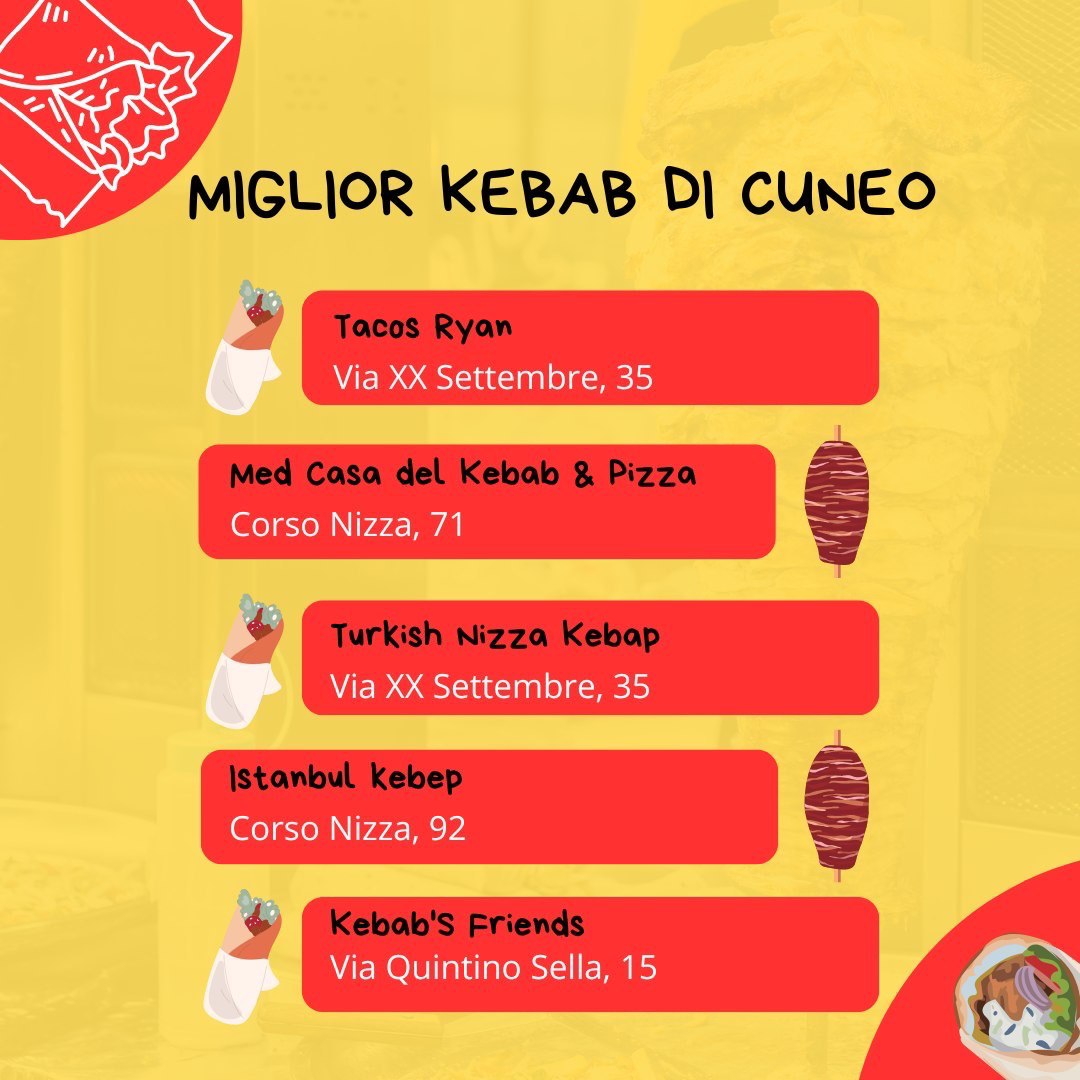 MIGLIOR KEBAB DI CUNEO
Tacos Ryan
Via XX Settembre, 35
Med Casa del Kebab & Pizza
Corso Nizza, 71
Turkish Nizza Kebap
Via XX Settembre, 35
Istanbul kebep
Corso Nizza, 92
Kebab'S Friends
Via Quintino Sella, 15